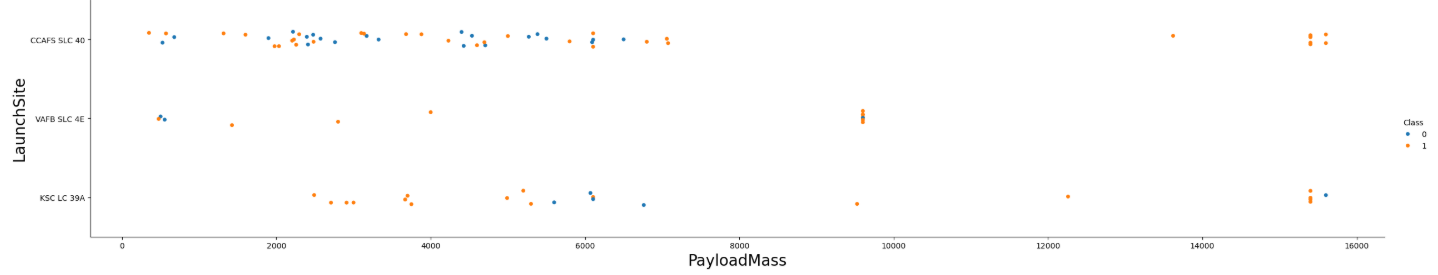 LaunchSite
CCAFS SLC 40
VAFB SLC 4E
KSC LC 39A
0 2000 4000 6000 8000 10000 12000 14000 16000
PayloadMass
Class
0
1